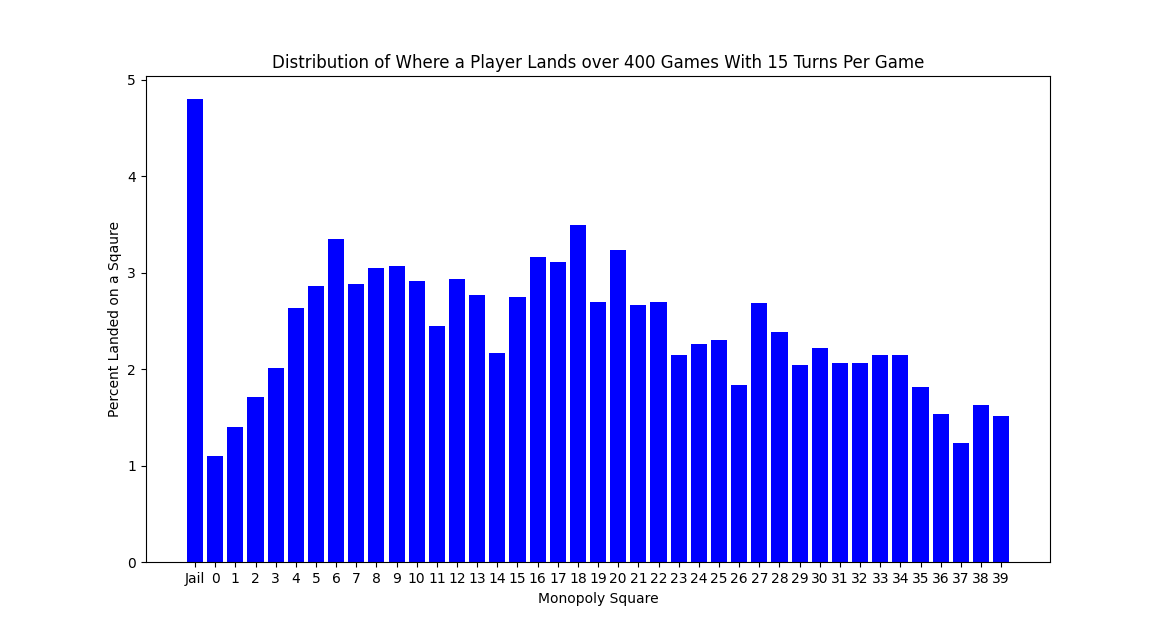 Distribution of Where a Player Lands over 400 Games With 15 Turns Per Game
5
4
3
2
1
0
Percent Landed on a Sqaure
Jail 0 1 2 3 4 5 6 7 8 9 10 11 12 13 14 15 16 17 18 19 20 21 22 23 24 25 26 27 28 29 30 31 32 33 34 35 36 37 38 39
Monopoly Square